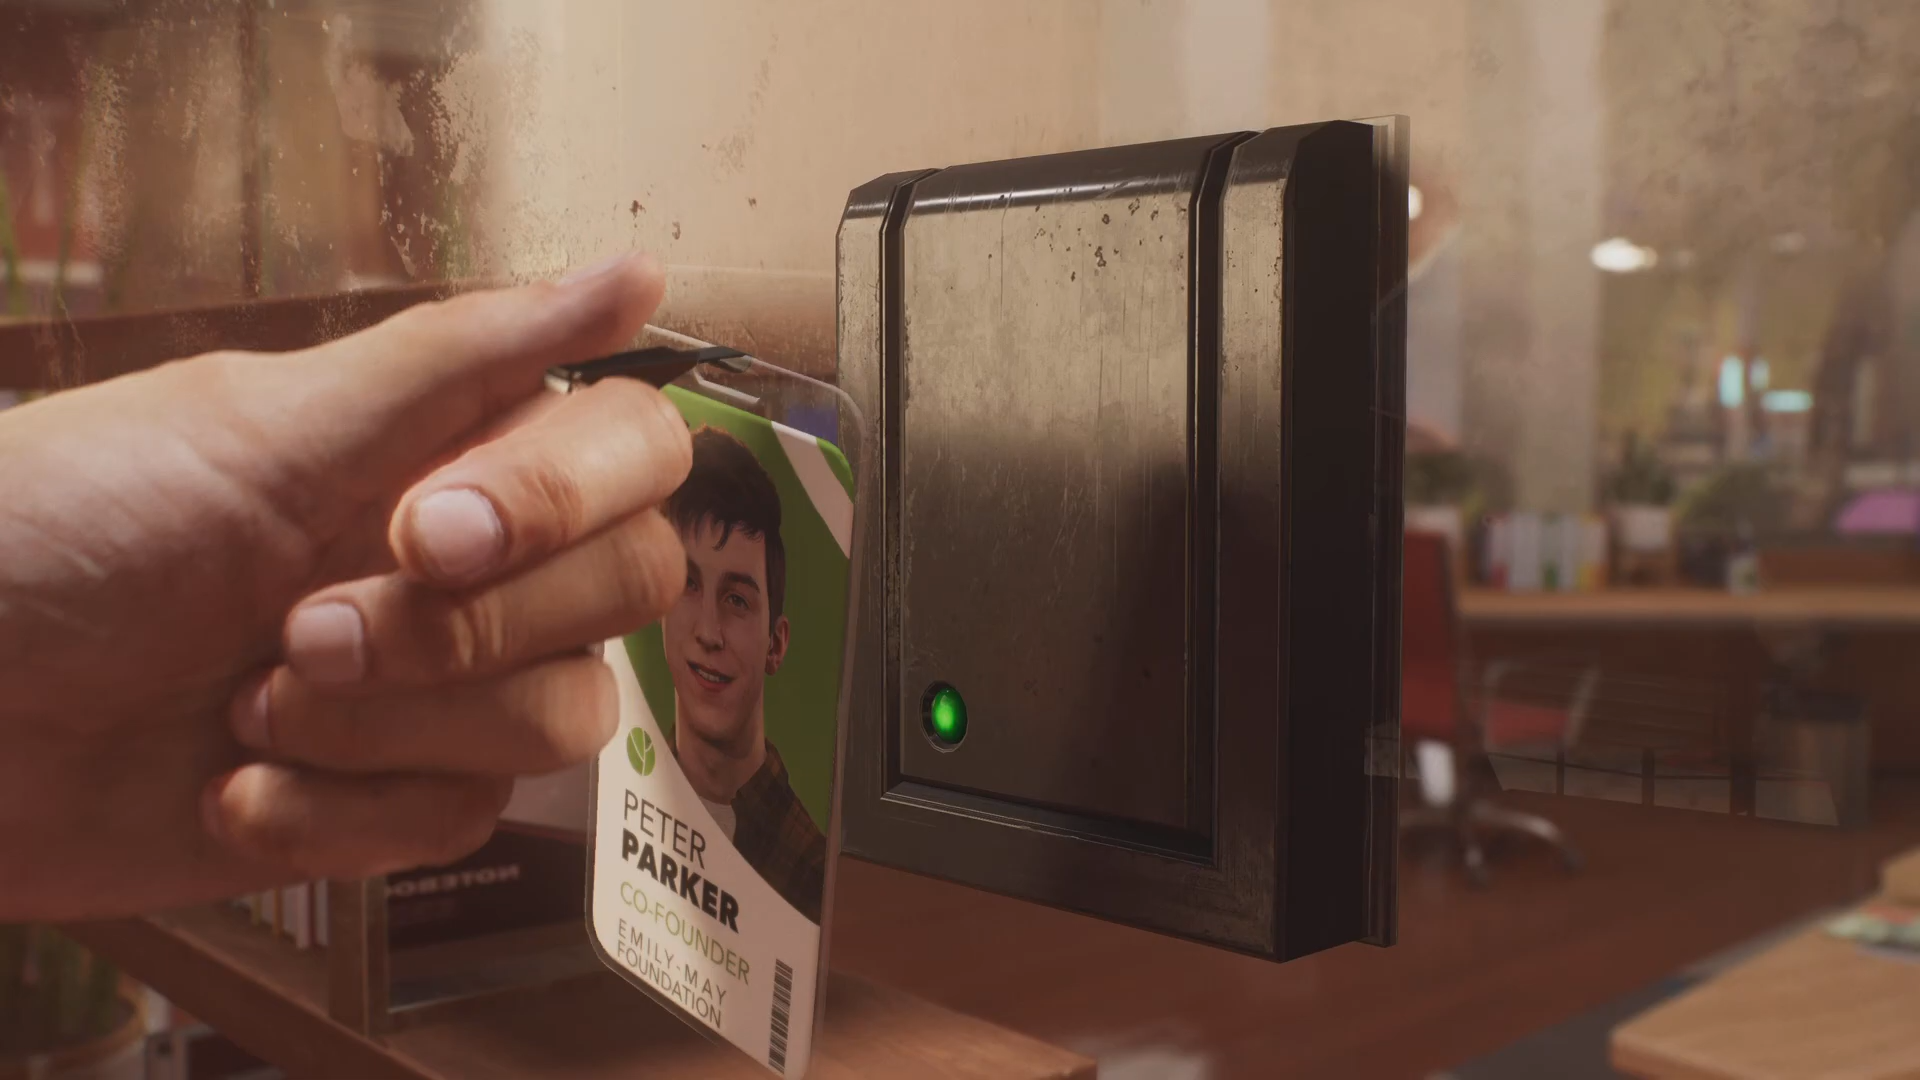 PETER
PARKER
CO-FOUNDER
EMILY-MAY
FOUNDATION